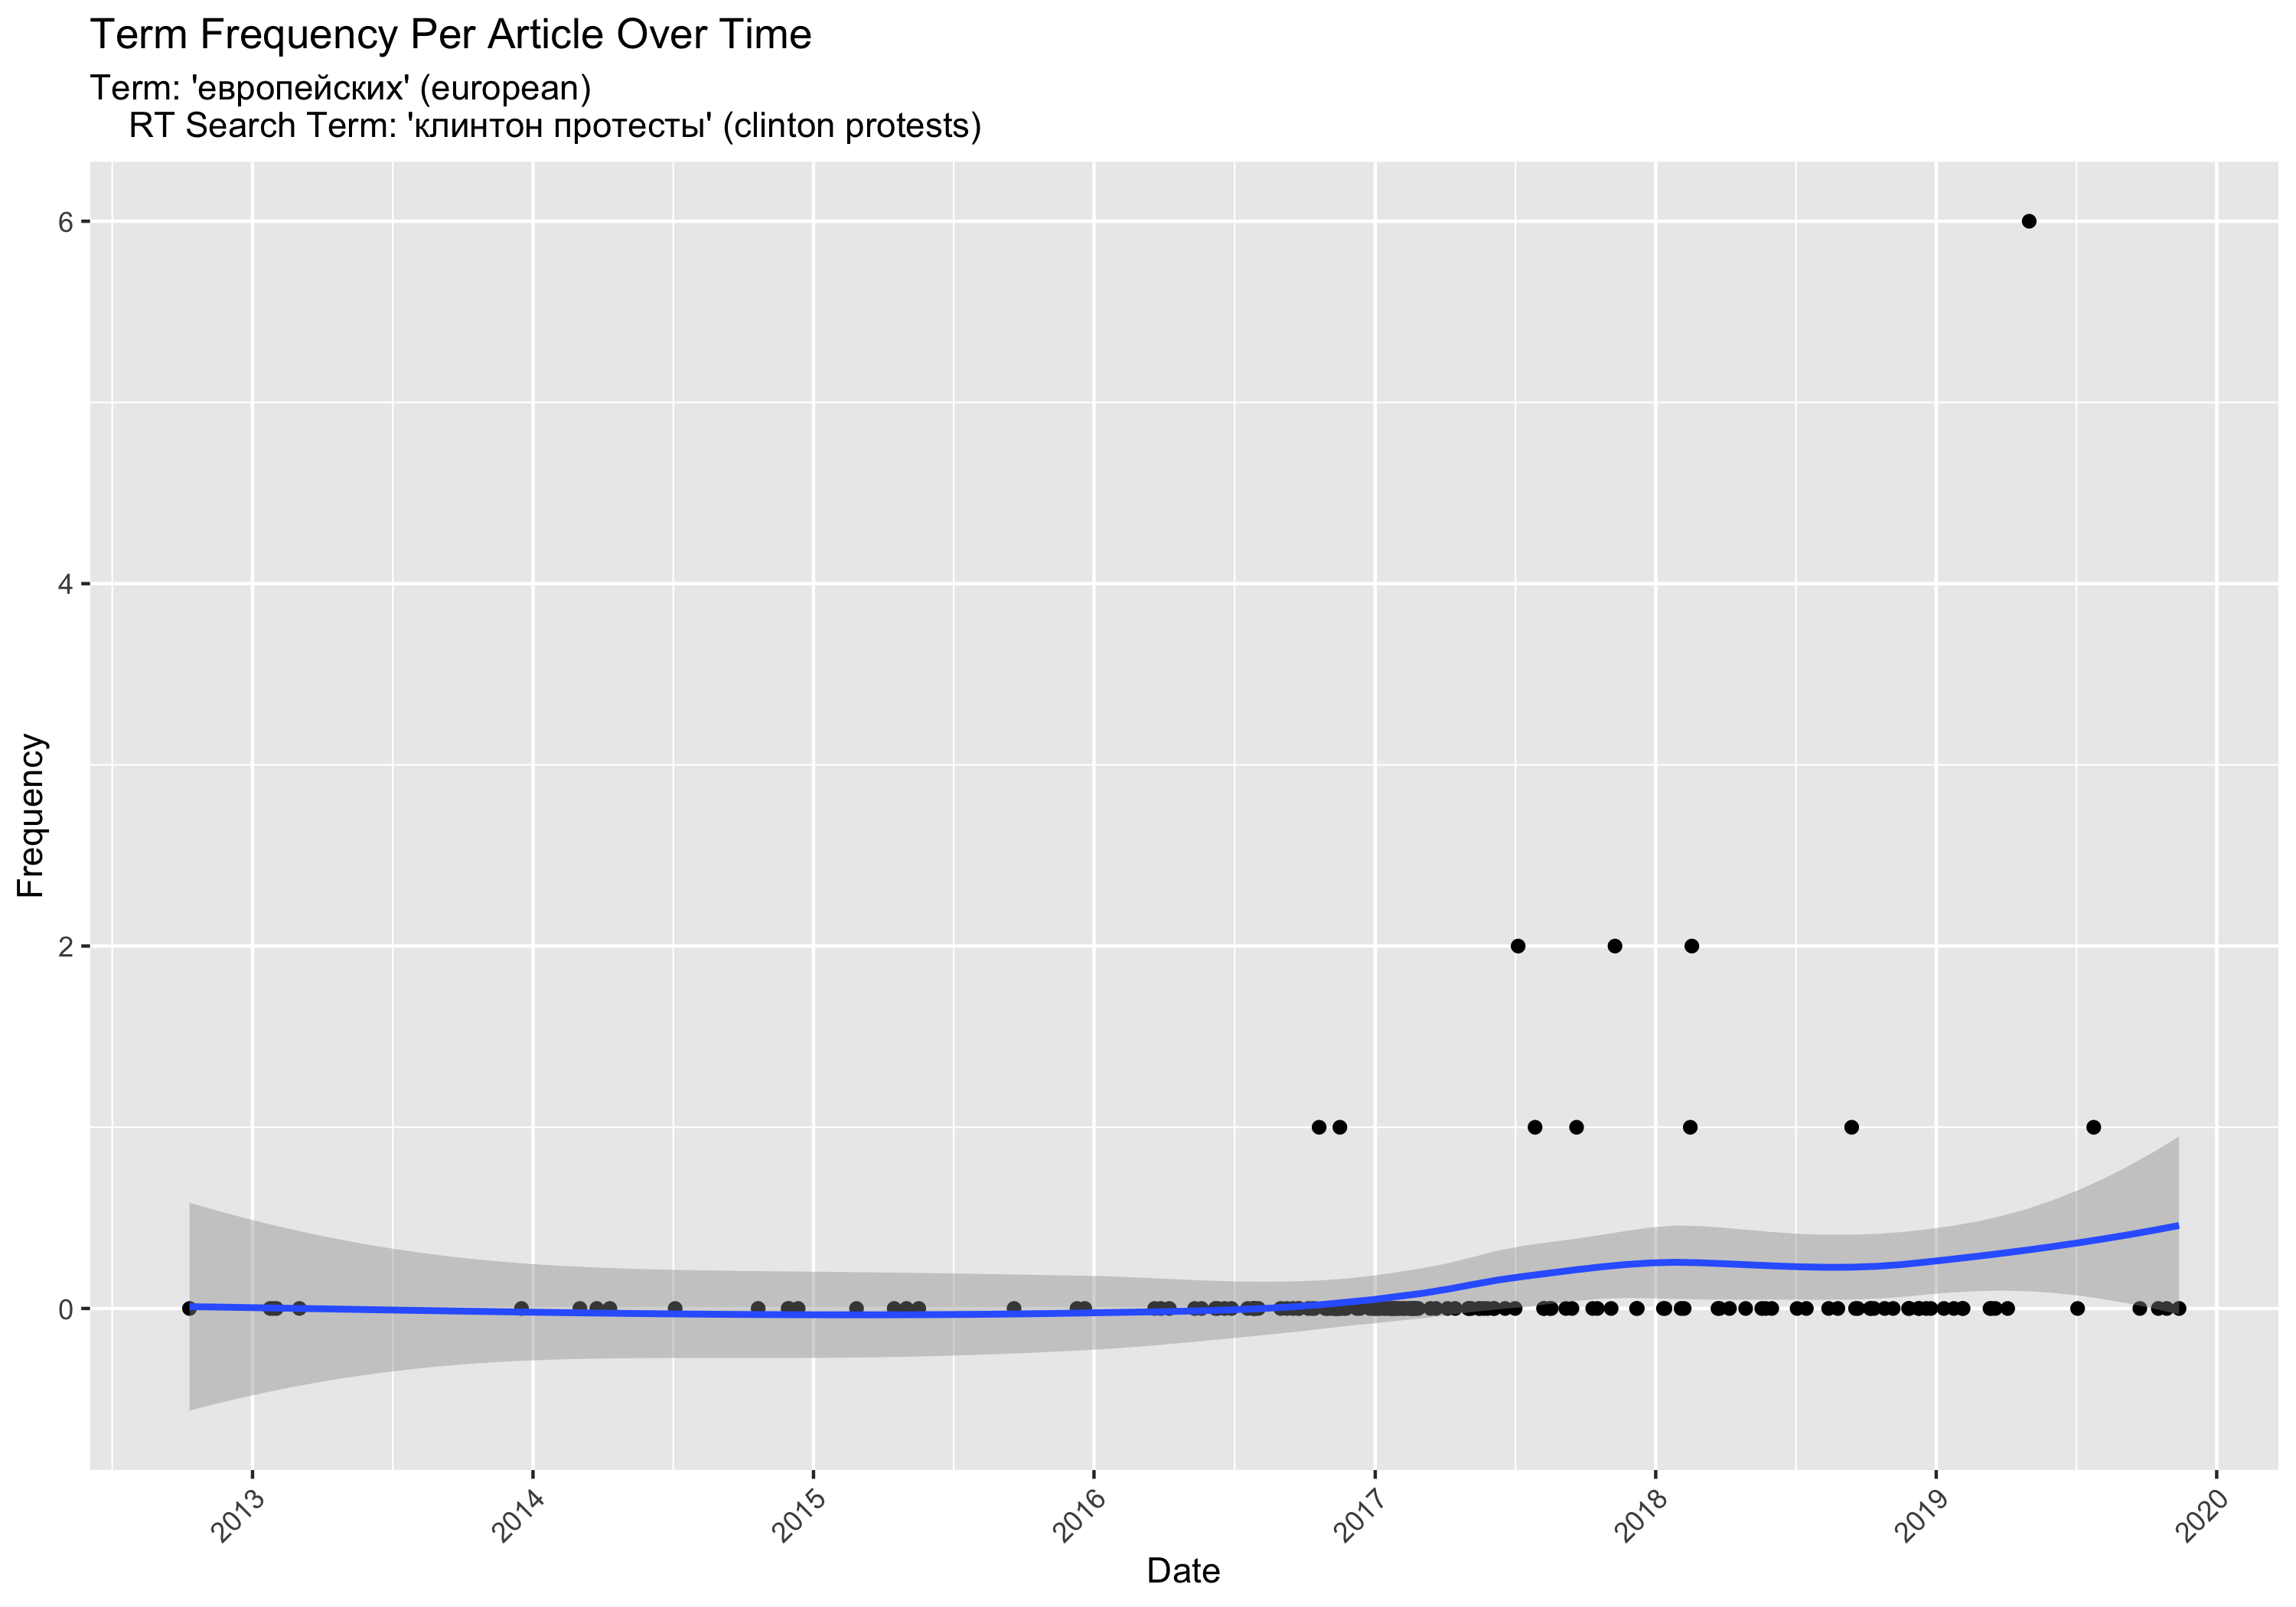 Term Frequency Per Article Over Time
Term: 'европейских' (european)
RT Search Term: 'клинтон протесты' (clinton protests)
Frequency
6
4
2
0
2013
2014
2015
2016
2017
2018
2019
2020
Date